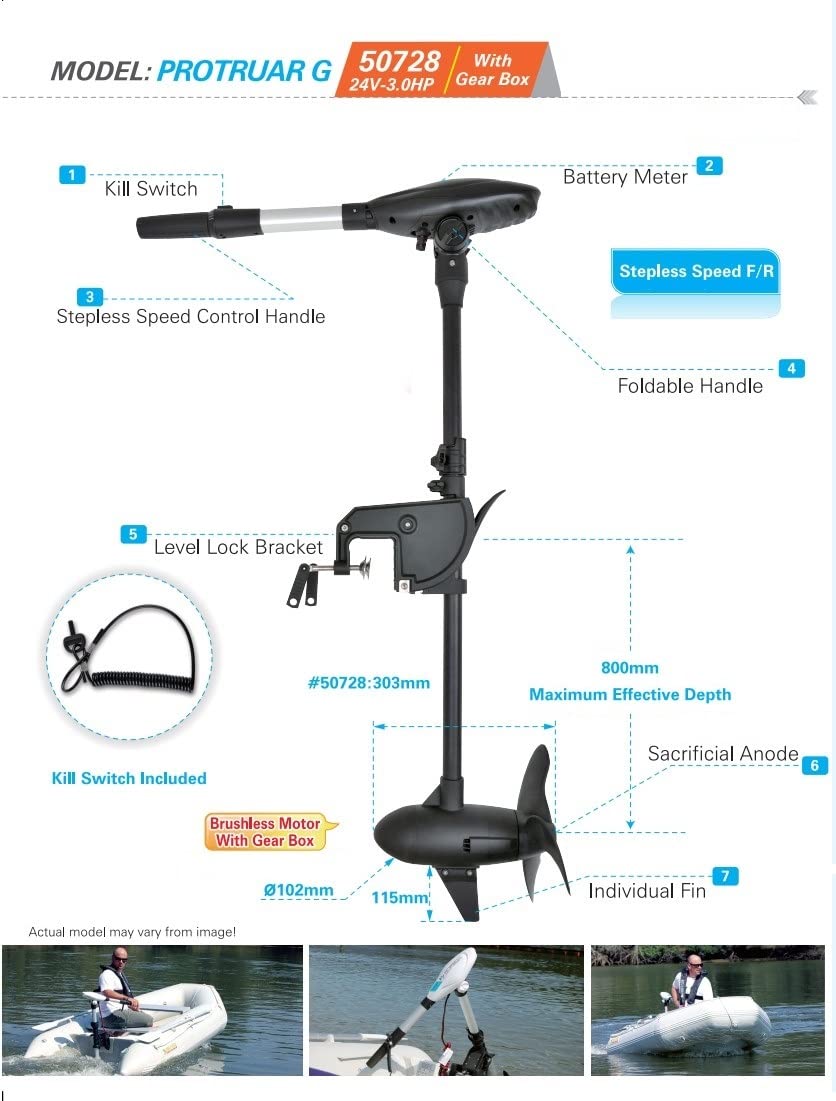 MODEL: PROTRUAR G
50728
24V-3.0HP
With
Gear Box
1
Kill Switch
2
Battery Meter
Stepless Speed F/R
3
Stepless Speed Control Handle
4
Foldable Handle
5
Level Lock Bracket
#50728:303mm
800mm
Maximum Effective Depth
Kill Switch Included
Sacrificial Anode
6
Brushless Motor
With Gear Box
Ø102mm
115mm
7
Individual Fin
Actual model may vary from image!